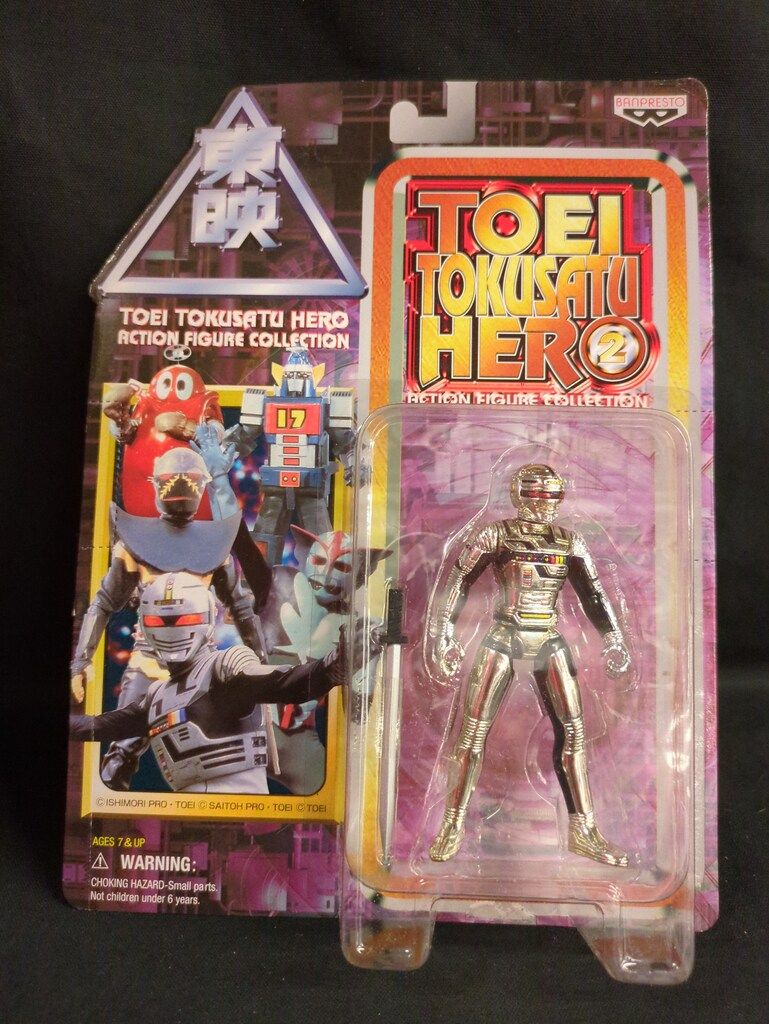 BANPRESTO
東映
TOEI TOKUSATU HERO
ACTION FIGURE COLLECTION
TOEI
TOKUSATU
HERO 2
ACTION FIGURE COLLECTION
17
© ISHIMORI PRO・TOEI © SAITOH PRO・TOEI © TOEI
AGES 7 & UP
WARNING:
CHOKING HAZARD-Small parts.
Not children under 6 years.